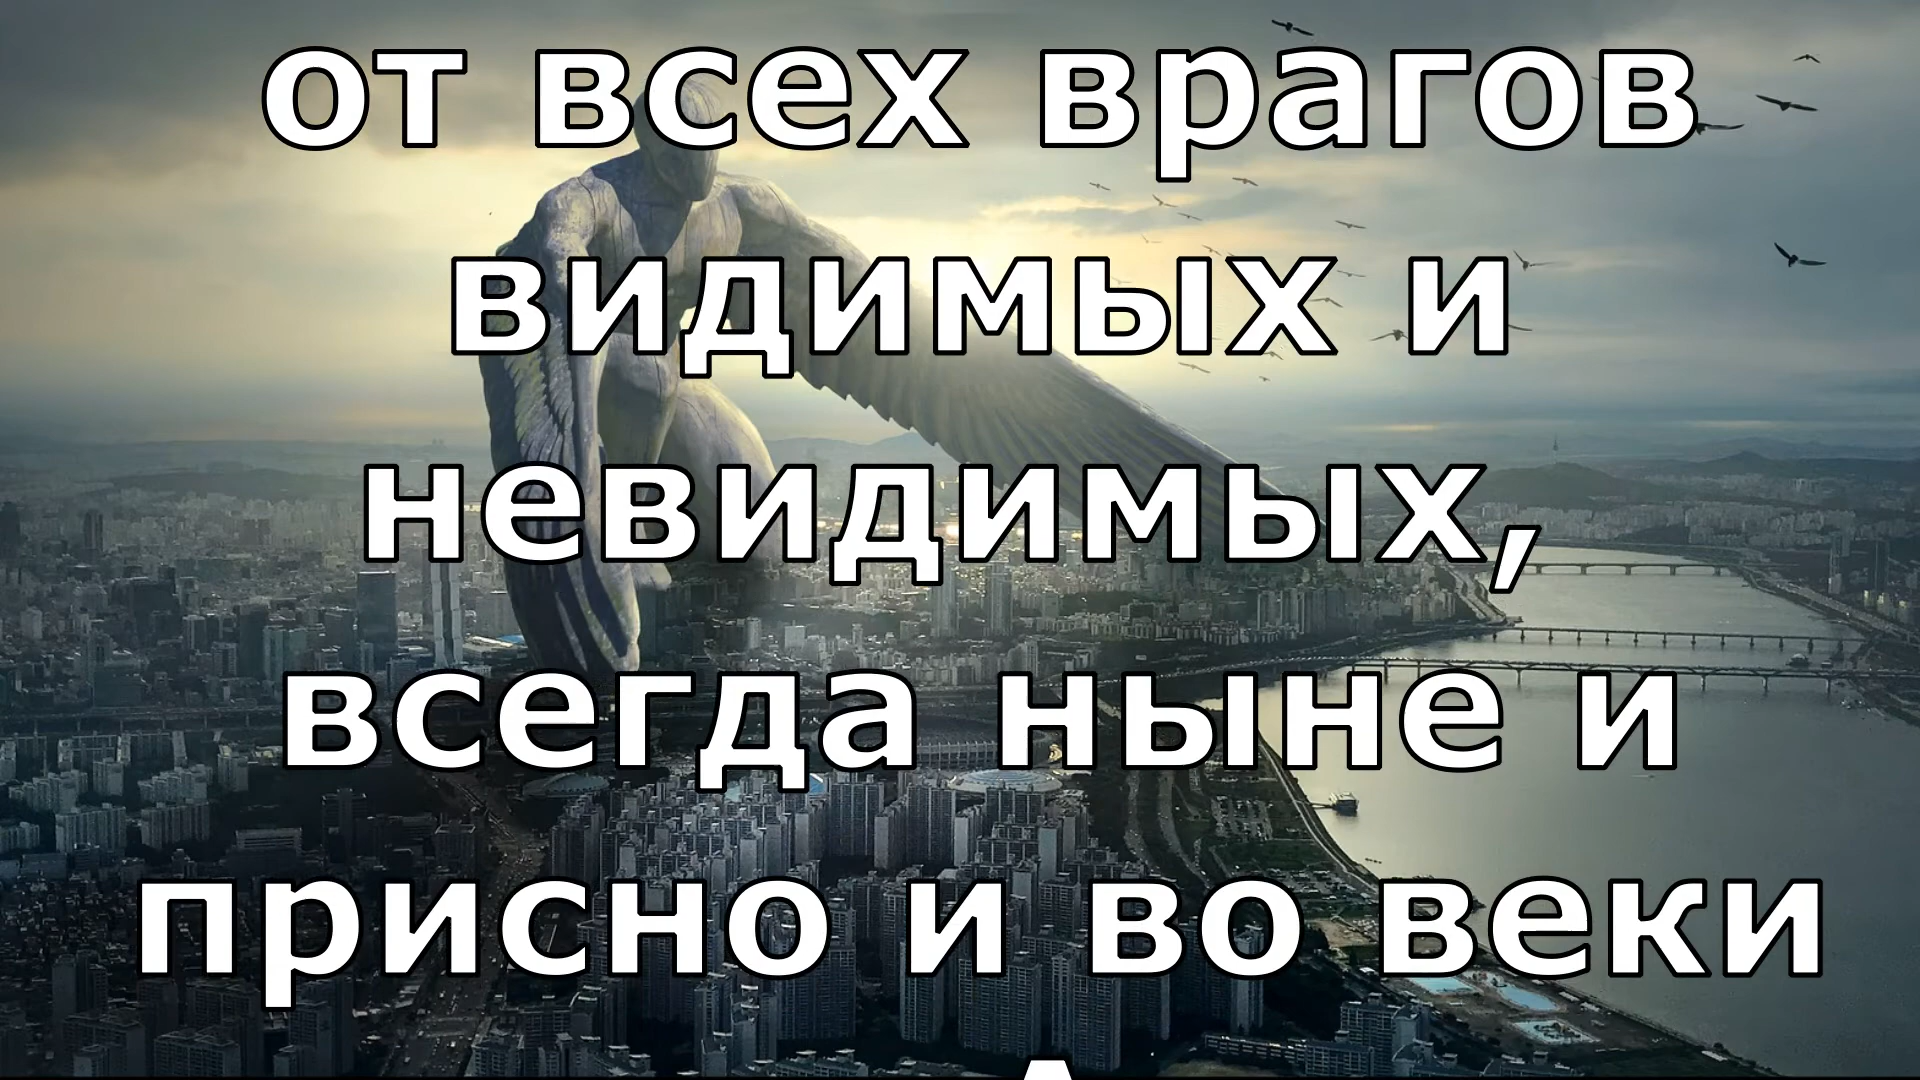 от всех врагов
видимых и
невидимых,
всегда ныне и
присно и во веки